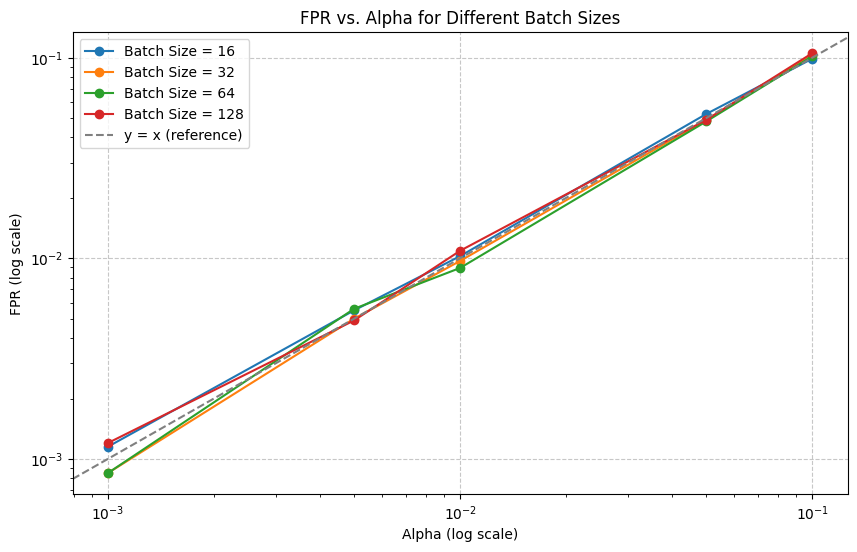 FPR vs. Alpha for Different Batch Sizes
Batch Size = 16
Batch Size = 32
Batch Size = 64
Batch Size = 128
y = x (reference)
FPR (log scale)
10⁻¹
10⁻²
10⁻³
10⁻³
10⁻²
10⁻¹
Alpha (log scale)